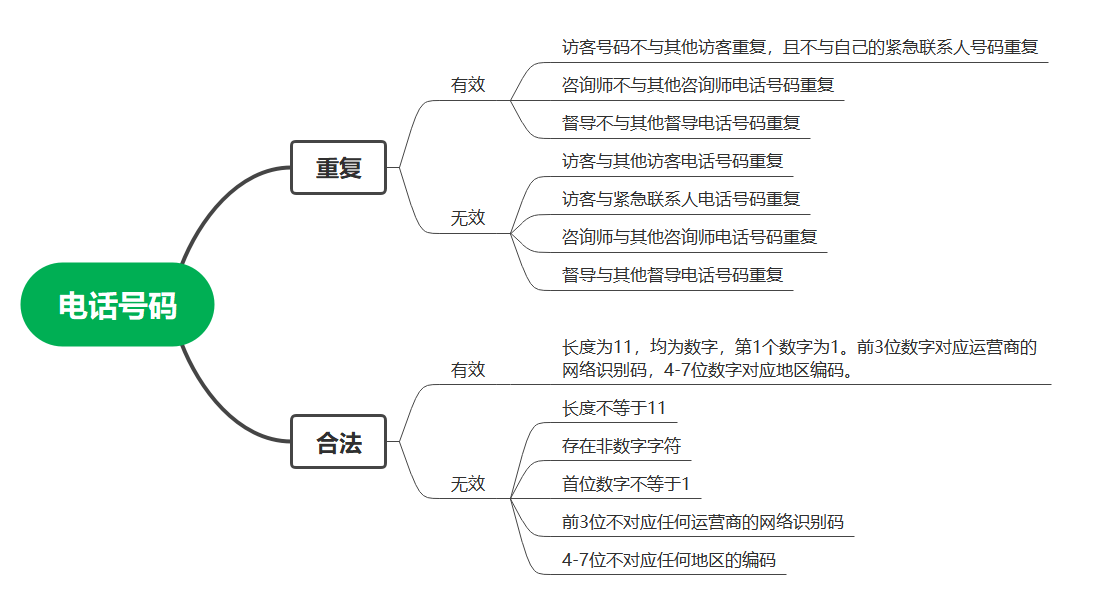 电话号码
重复
有效
访客号码不与其他访客重复，且不与自己的紧急联系人号码重复
咨询师不与其他咨询师电话号码重复
督导不与其他督导电话号码重复
无效
访客与其他访客电话号码重复
访客与紧急联系人电话号码重复
咨询师与其他咨询师电话号码重复
督导与其他督导电话号码重复
合法
有效
长度为11，均为数字，第1个数字为1。前3位数字对应运营商的
网络识别码，4-7位数字对应地区编码。
无效
长度不等于11
存在非数字字符
首位数字不等于1
前3位不对应任何运营商的网络识别码
4-7位不对应任何地区的编码